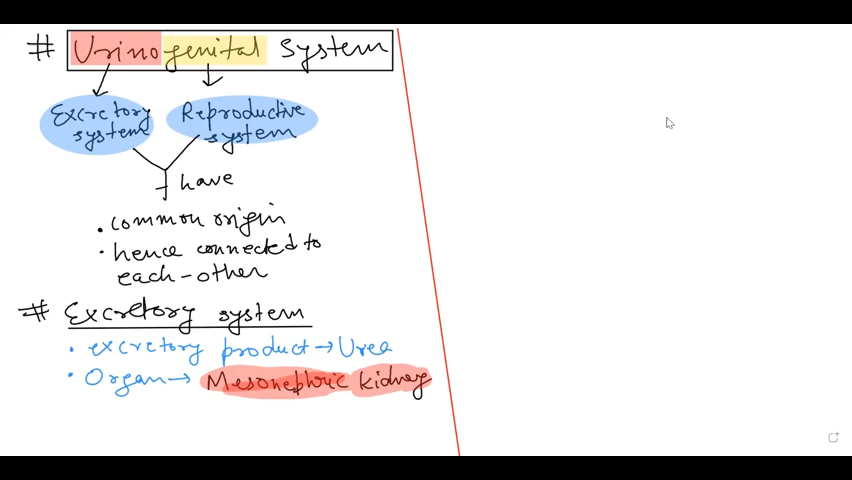 # Urinogenital System
Excretory system
Reproductive system
have
• common origin
• hence connected to
each-other
# Excretory system
• excretory product → Urea
• Organ → Mesonephric kidney